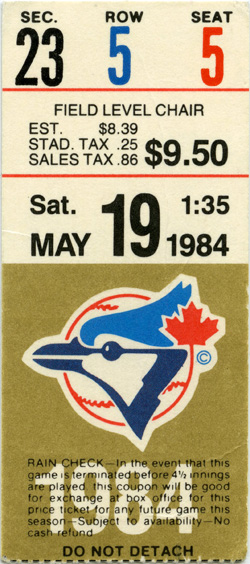 SEC. ROW SEAT
23 5 5
FIELD LEVEL CHAIR
EST. $8.39
STAD. TAX .25
SALES TAX .86 $9.50
Sat. 19 1:35
MAY 1984
©
1984
RAIN CHECK—In the event that this
game is terminated before 4½ innings
are played, this coupon will be good
for exchange at box office for this
price ticket for any future game this
season—Subject to availability—No
cash refund
DO NOT DETACH